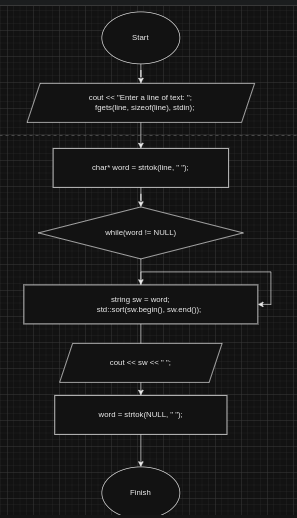 Start
cout << "Enter a line of text: ";
fgets(line, sizeof(line), stdin);
char* word = strtok(line, " ");
while(word != NULL)
string sw = word;
std::sort(sw.begin(), sw.end());
cout << sw << " ";
word = strtok(NULL, " ");
Finish